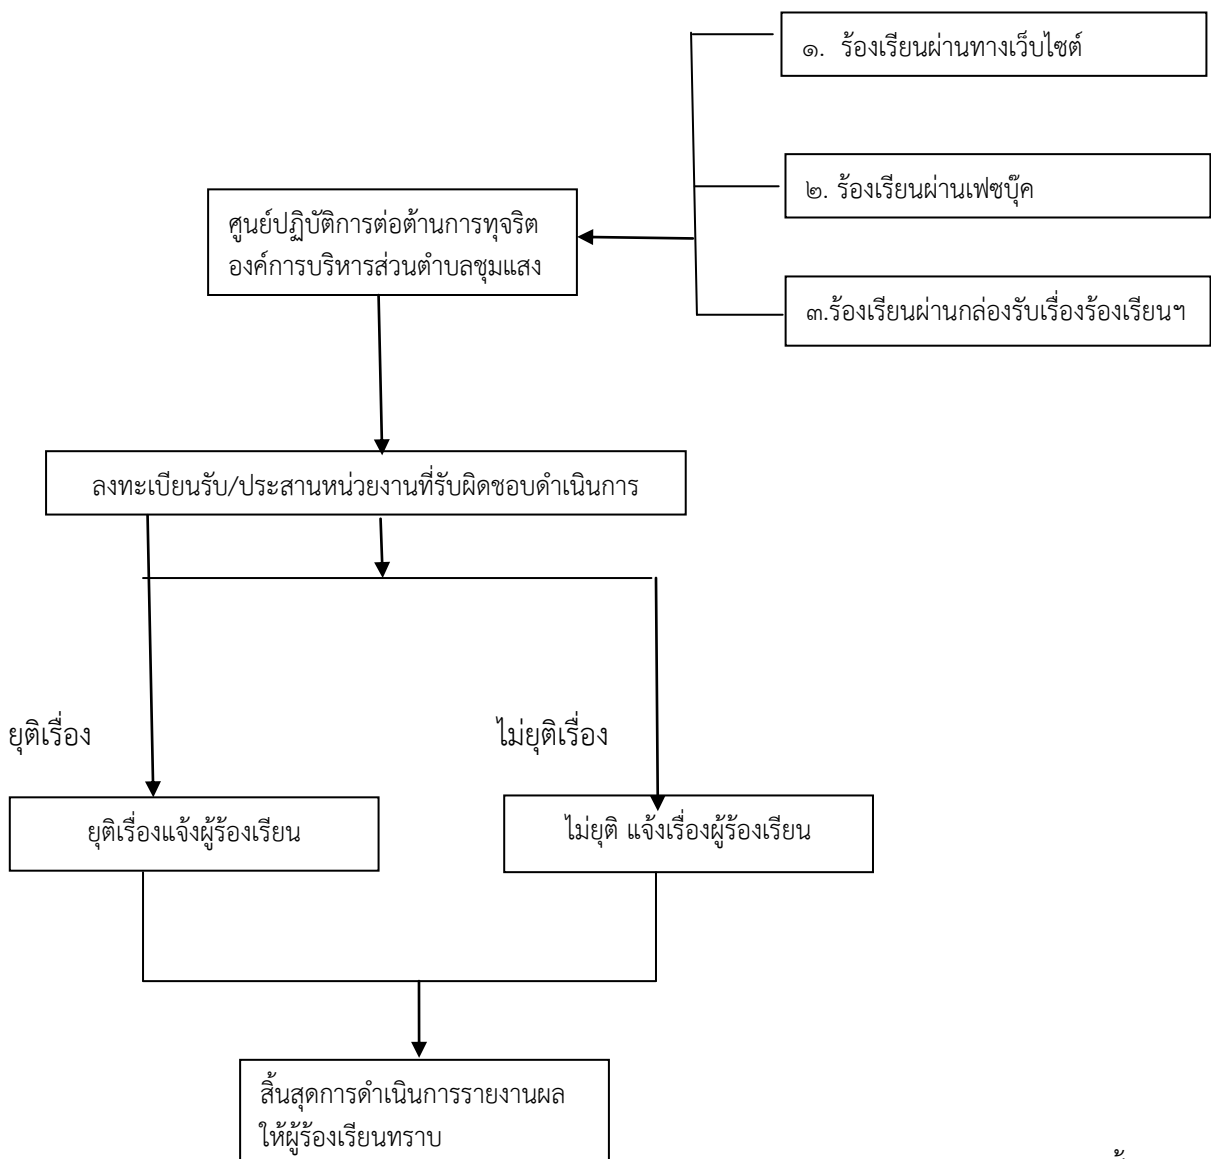 ๑. ร้องเรียนผ่านทางเว็บไซต์
๒. ร้องเรียนผ่านเฟซบุ๊ค
ศูนย์ปฏิบัติการต่อต้านการทุจริต
องค์การบริหารส่วนตำบลชุมแสง
๓.ร้องเรียนผ่านกล่องรับเรื่องร้องเรียนฯ
ลงทะเบียนรับ/ประสานหน่วยงานที่รับผิดชอบดำเนินการ
ยุติเรื่อง
ไม่ยุติเรื่อง
ยุติเรื่องแจ้งผู้ร้องเรียน
ไม่ยุติ แจ้งเรื่องผู้ร้องเรียน
สิ้นสุดการดำเนินการรายงานผล
ให้ผู้ร้องเรียนทราบ